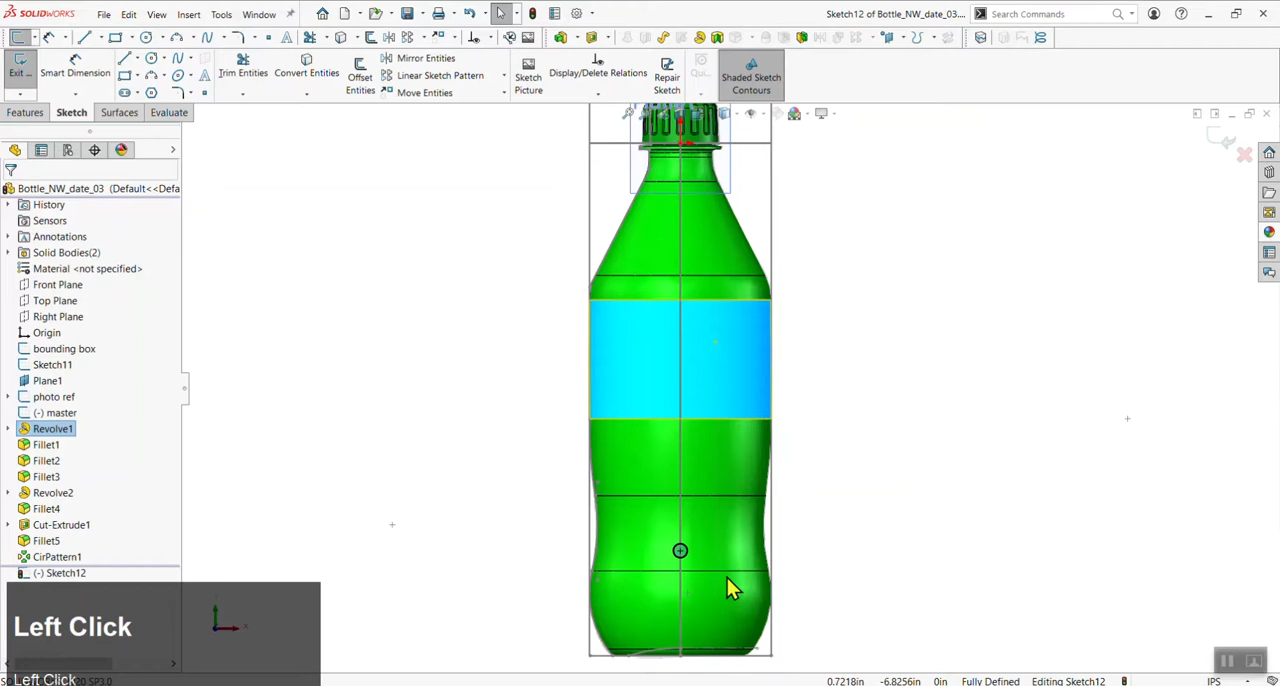 SOLIDWORKS File Edit View Insert Tools Window Sketch12 of Bottle_NW_date_03.... Search Commands
Exit ... Smart Dimension Trim Entities Convert Entities Offset Entities Mirror Entities Linear Sketch Pattern Move Entities Sketch Picture Display/Delete Relations Repair Sketch Qui... Shaded Sketch Contours
Features Sketch Surfaces Evaluate
Bottle_NW_date_03 (Default<<Defa
History
Sensors
Annotations
Solid Bodies(2)
Material <not specified>
Front Plane
Top Plane
Right Plane
Origin
bounding box
Sketch11
Plane1
photo ref
(-) master
Revolve1
Fillet1
Fillet2
Fillet3
Revolve2
Fillet4
Cut-Extrude1
Fillet5
CirPattern1
(-) Sketch12
Left Click
Left Click
0.7218in -6.8256in 0in Fully Defined Editing Sketch12 IPS